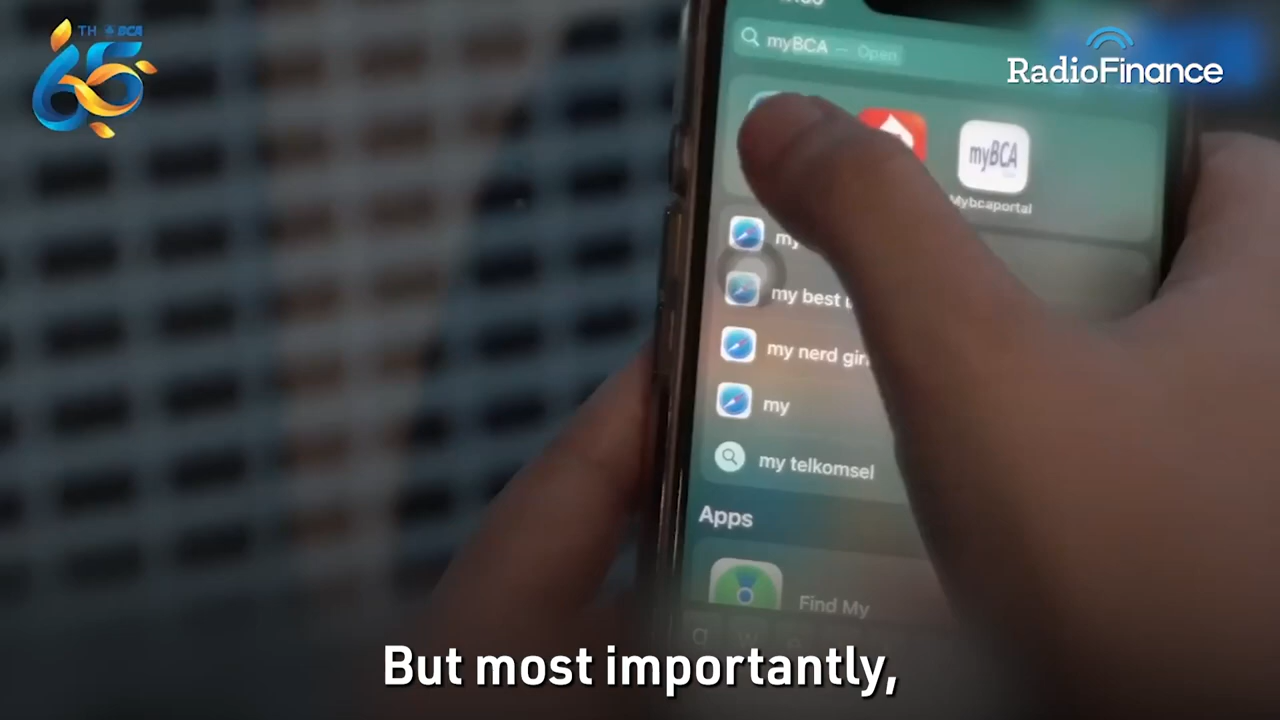 65 TH BCA
RadioFinance
myBCA — Open
myBCA
Mybcaportal
my
my best
my nerd gir
my
my telkomsel
Apps
Find My
But most importantly,